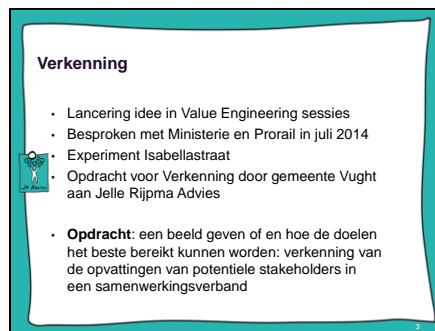 Verkenning
• Lancering idee in Value Engineering sessies
• Besproken met Ministerie en Prorail in juli 2014
• Experiment Isabellastraat
• Opdracht voor Verkenning door gemeente Vught
aan Jelle Rijpma Advies
• Opdracht: een beeld geven of en hoe de doelen
het beste bereikt kunnen worden: verkenning van
de opvattingen van potentiele stakeholders in
een samenwerkingsverband
3